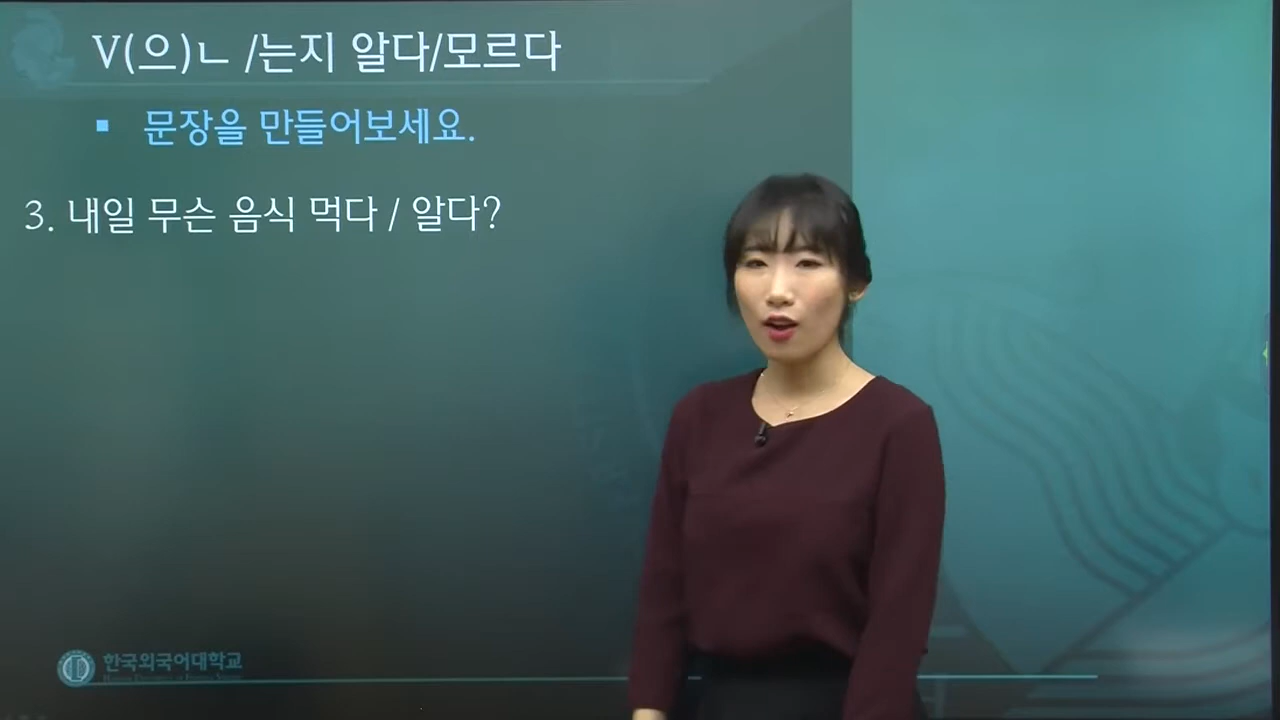 V(으)ㄴ /는지 알다/모르다
▪ 문장을 만들어보세요.
3. 내일 무슨 음식 먹다 / 알다?
한국외국어대학교